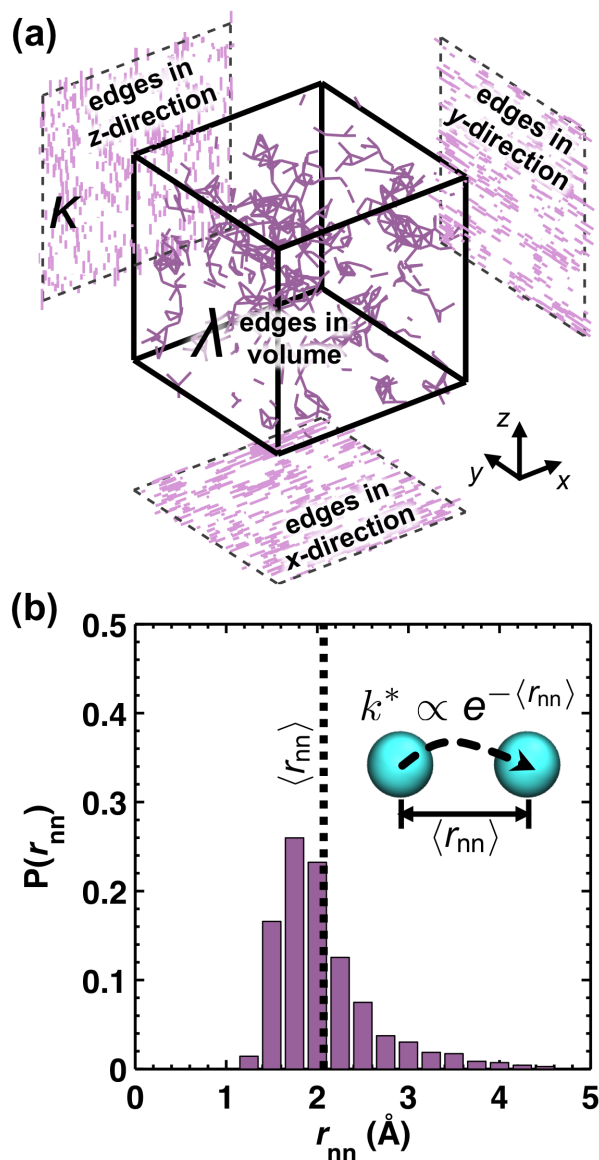 (a)
edges in
z-direction
edges in
y-direction
K
λ
edges in
volume
z
y
x
edges in
x-direction
(b)
0.5
0.4
0.3
0.2
0.1
0
P(rnn)
⟨rnn⟩
k* ∝ e−⟨rnn⟩
⟨rnn⟩
0 1 2 3 4 5
rnn (Å)